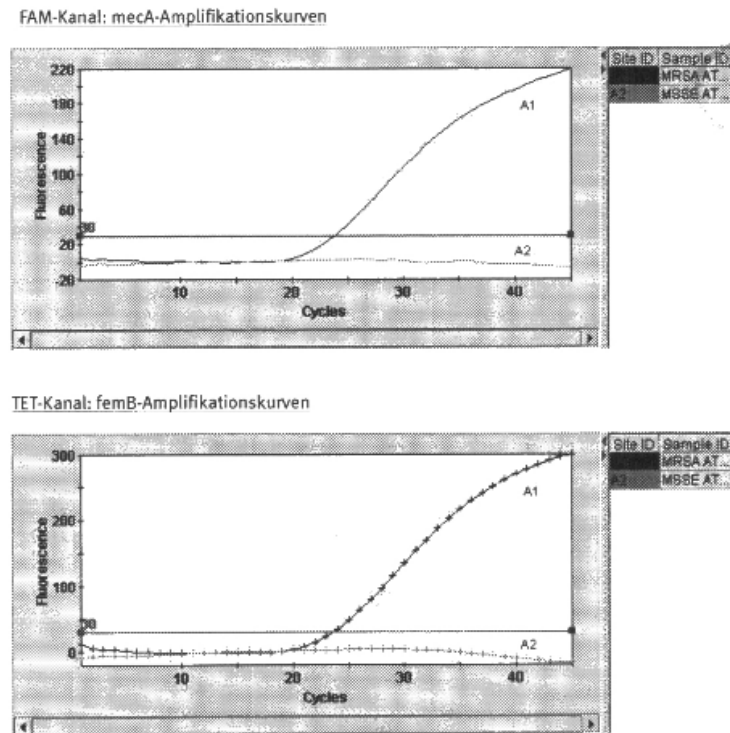 FAM-Kanal: mecA-Amplifikationskurven
Site ID Sample ID
MRSA AT...
A2 MSSE AT...
220
180
140
100
60
20
-20
30
A1
A2
Fluorescence
10 20 30 40
Cycles
TET-Kanal: femB-Amplifikationskurven
Site ID Sample ID
MRSA AT...
A2 MSSE AT...
300
200
100
0
30
A1
A2
Fluorescence
10 20 30 40
Cycles